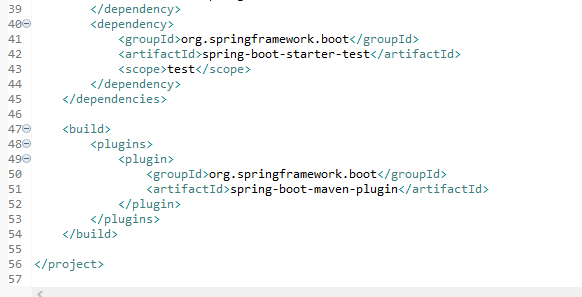 39 </dependency>
40 <dependency>
41 <groupId>org.springframework.boot</groupId>
42 <artifactId>spring-boot-starter-test</artifactId>
43 <scope>test</scope>
44 </dependency>
45 </dependencies>
46
47 <build>
48 <plugins>
49 <plugin>
50 <groupId>org.springframework.boot</groupId>
51 <artifactId>spring-boot-maven-plugin</artifactId>
52 </plugin>
53 </plugins>
54 </build>
55
56 </project>
57